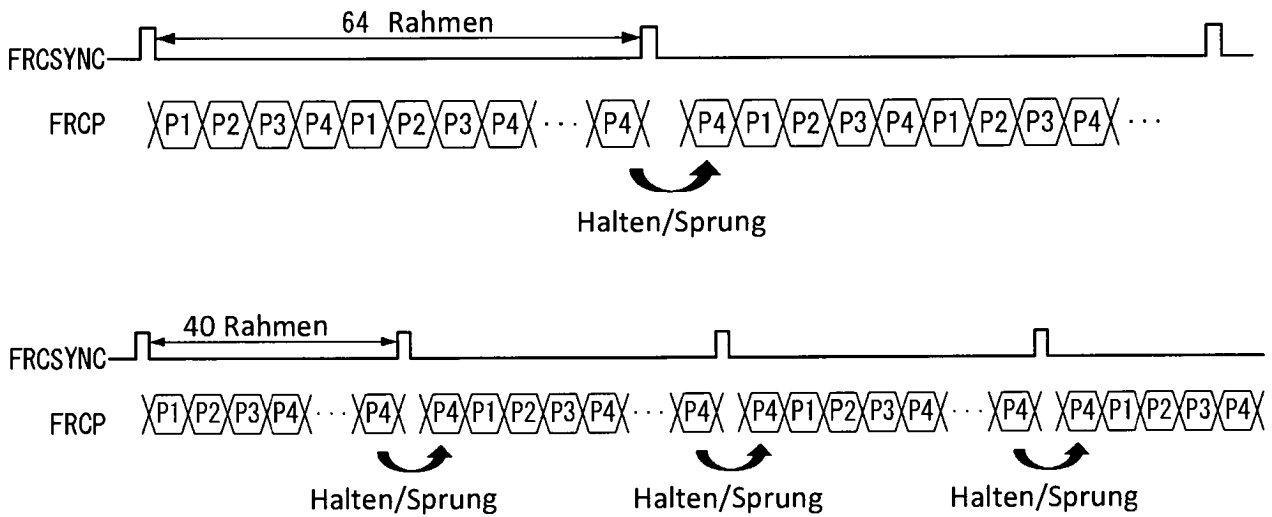 64 Rahmen
FRCSYNC
FRCP P1 P2 P3 P4 P1 P2 P3 P4 ... P4 P4 P1 P2 P3 P4 P1 P2 P3 P4 ...
Halten/Sprung
40 Rahmen
FRCSYNC
FRCP P1 P2 P3 P4 ... P4 P4 P1 P2 P3 P4 ... P4 P4 P1 P2 P3 P4 ... P4 P4 P1 P2 P3 P4
Halten/Sprung Halten/Sprung Halten/Sprung